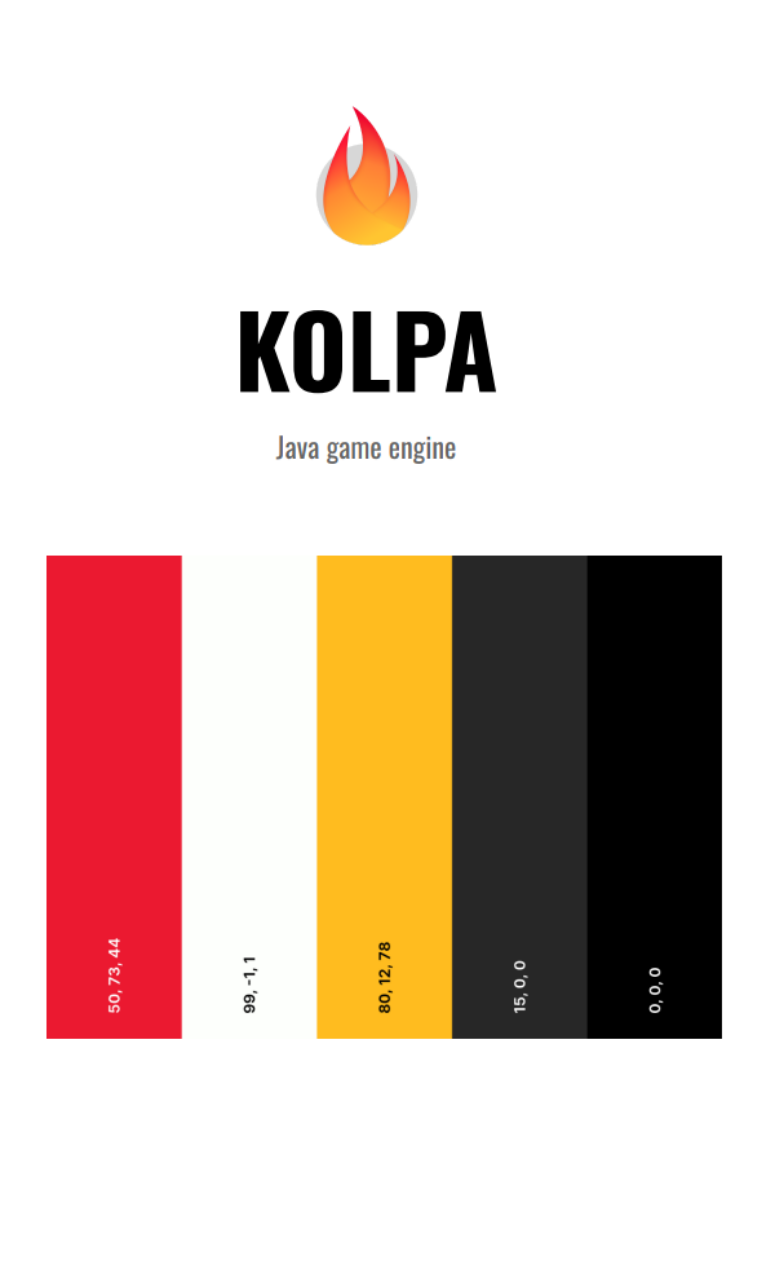 KOLPA
Java game engine
50, 73, 44
99, -1, 1
80, 12, 78
15, 0, 0
0, 0, 0